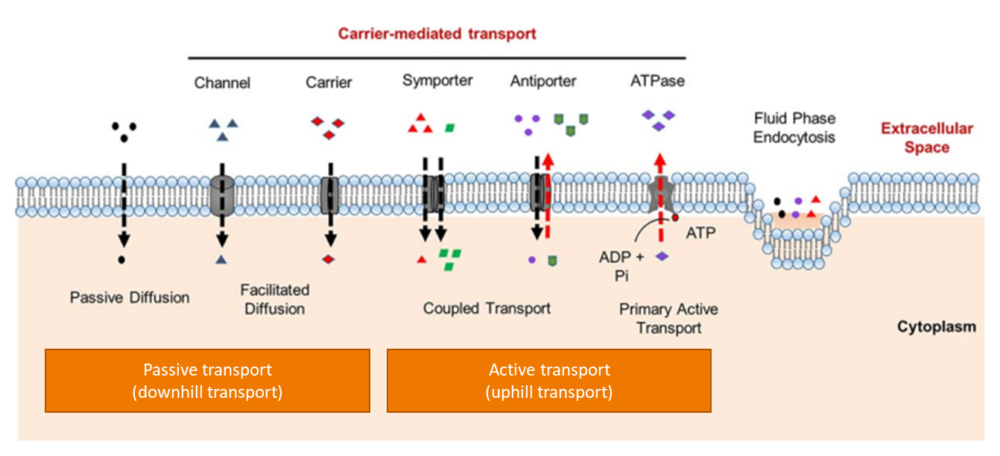 Carrier-mediated transport
Channel
Carrier
Symporter
Antiporter
ATPase
Fluid Phase
Endocytosis
Extracellular
Space
ATP
ADP +
Pi
Passive Diffusion
Facilitated
Diffusion
Coupled Transport
Primary Active
Transport
Cytoplasm
Passive transport
(downhill transport)
Active transport
(uphill transport)